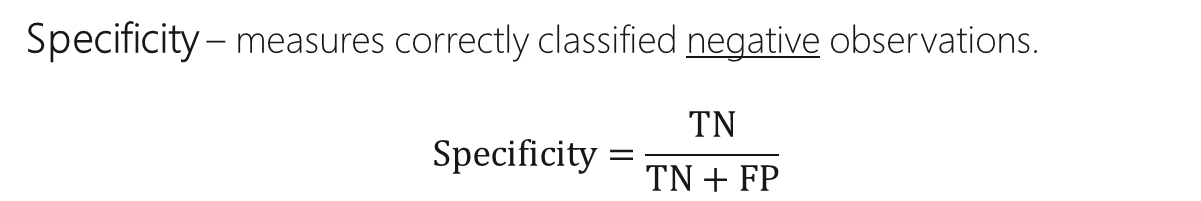 Specificity – measures correctly classified negative observations.
Specificity = TN / TN + FP